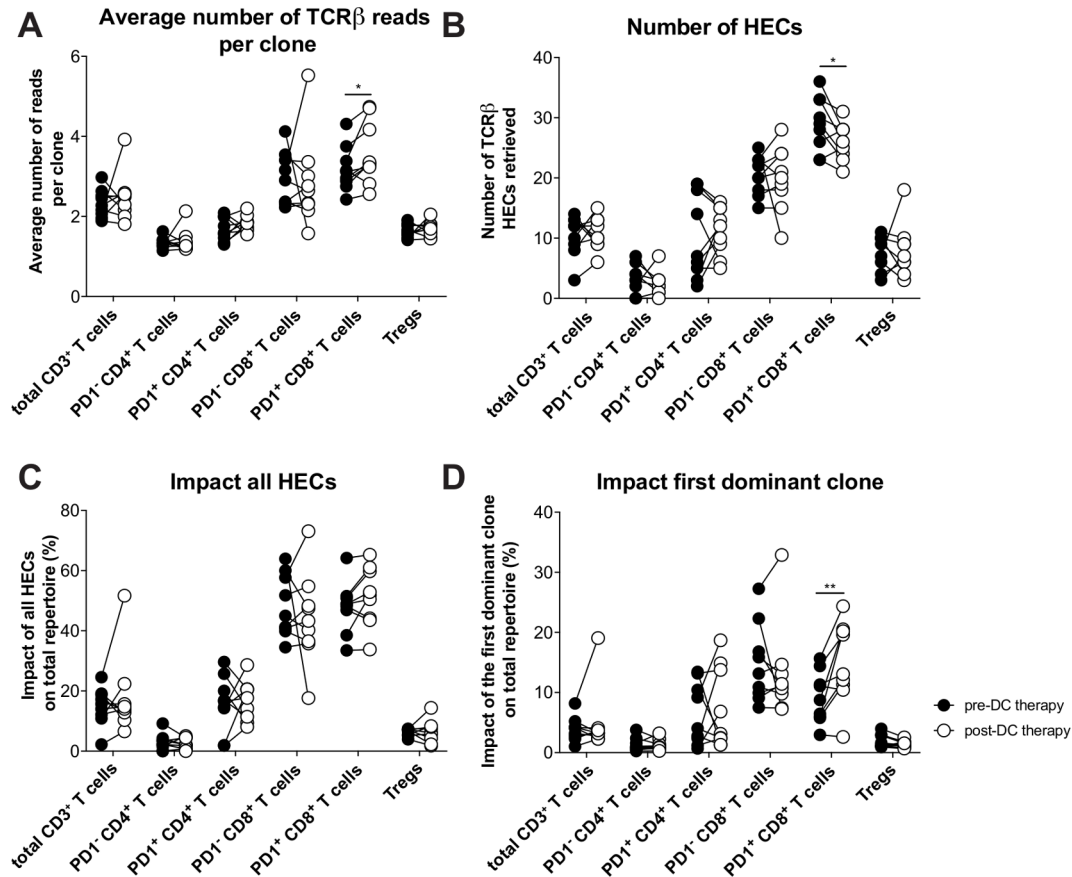 A
Average number of TCRβ reads
per clone
Average number of reads
per clone
6
4
2
0
*
total CD3⁺ T cells
PD1⁻ CD4⁺ T cells
PD1⁺ CD4⁺ T cells
PD1⁻ CD8⁺ T cells
PD1⁺ CD8⁺ T cells
Tregs
B
Number of HECs
Number of TCRβ
HECs retrieved
40
30
20
10
0
*
total CD3⁺ T cells
PD1⁻ CD4⁺ T cells
PD1⁺ CD4⁺ T cells
PD1⁻ CD8⁺ T cells
PD1⁺ CD8⁺ T cells
Tregs
C
Impact all HECs
Impact of all HECs
on total repertoire (%)
80
60
40
20
0
total CD3⁺ T cells
PD1⁻ CD4⁺ T cells
PD1⁺ CD4⁺ T cells
PD1⁻ CD8⁺ T cells
PD1⁺ CD8⁺ T cells
Tregs
D
Impact first dominant clone
Impact of the first dominant clone
on total repertoire (%)
40
30
20
10
0
**
total CD3⁺ T cells
PD1⁻ CD4⁺ T cells
PD1⁺ CD4⁺ T cells
PD1⁻ CD8⁺ T cells
PD1⁺ CD8⁺ T cells
Tregs
pre-DC therapy
post-DC therapy